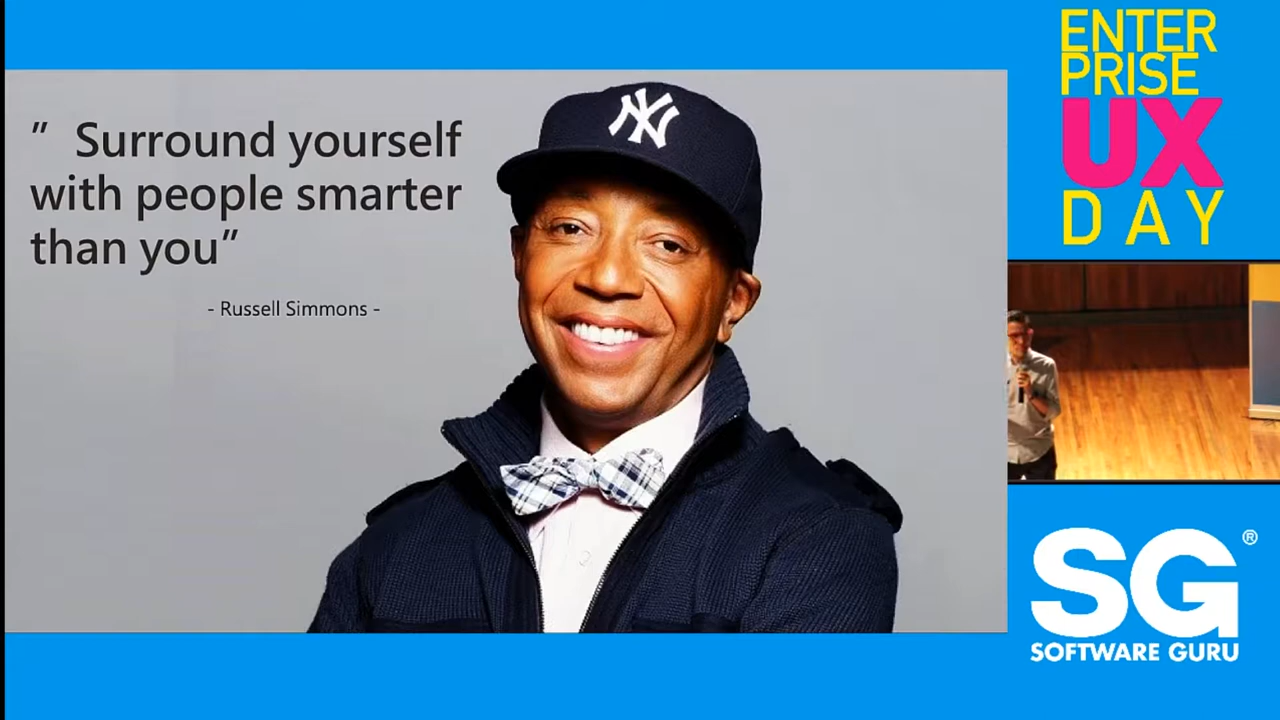 ” Surround yourself
with people smarter
than you”
- Russell Simmons -
NY
ENTER
PRISE
UX
DAY
SG®
SOFTWARE GURU